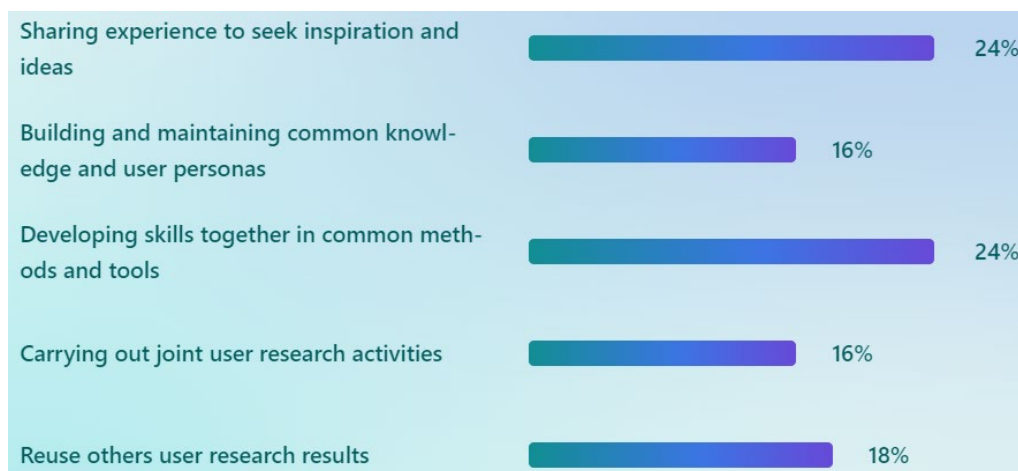 Sharing experience to seek inspiration and
ideas
24%
Building and maintaining common knowl-
edge and user personas
16%
Developing skills together in common meth-
ods and tools
24%
Carrying out joint user research activities
16%
Reuse others user research results
18%